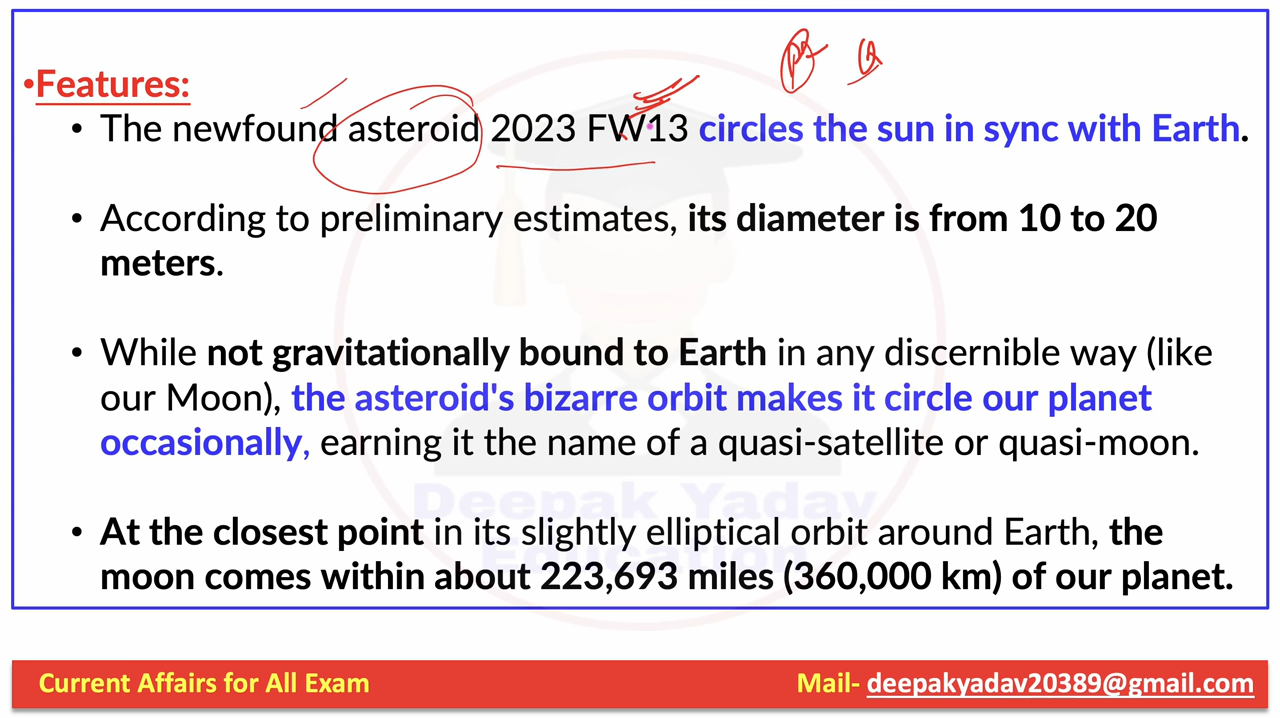 •Features:
• The newfound asteroid 2023 FW13 circles the sun in sync with Earth.
• According to preliminary estimates, its diameter is from 10 to 20
meters.
• While not gravitationally bound to Earth in any discernible way (like
our Moon), the asteroid's bizarre orbit makes it circle our planet
occasionally, earning it the name of a quasi-satellite or quasi-moon.
• At the closest point in its slightly elliptical orbit around Earth, the
moon comes within about 223,693 miles (360,000 km) of our planet.
Deepak Yadav
Education
Current Affairs for All Exam
Mail- deepakyadav20389@gmail.com